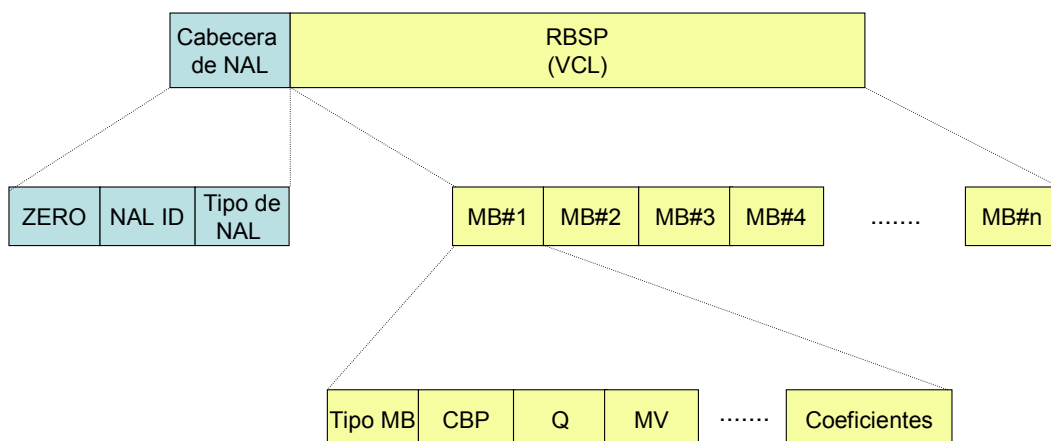 Cabecera
de NAL
RBSP
(VCL)
ZERO
NAL ID
Tipo de
NAL
MB#1
MB#2
MB#3
MB#4
.......
MB#n
Tipo MB
CBP
Q
MV
.......
Coeficientes